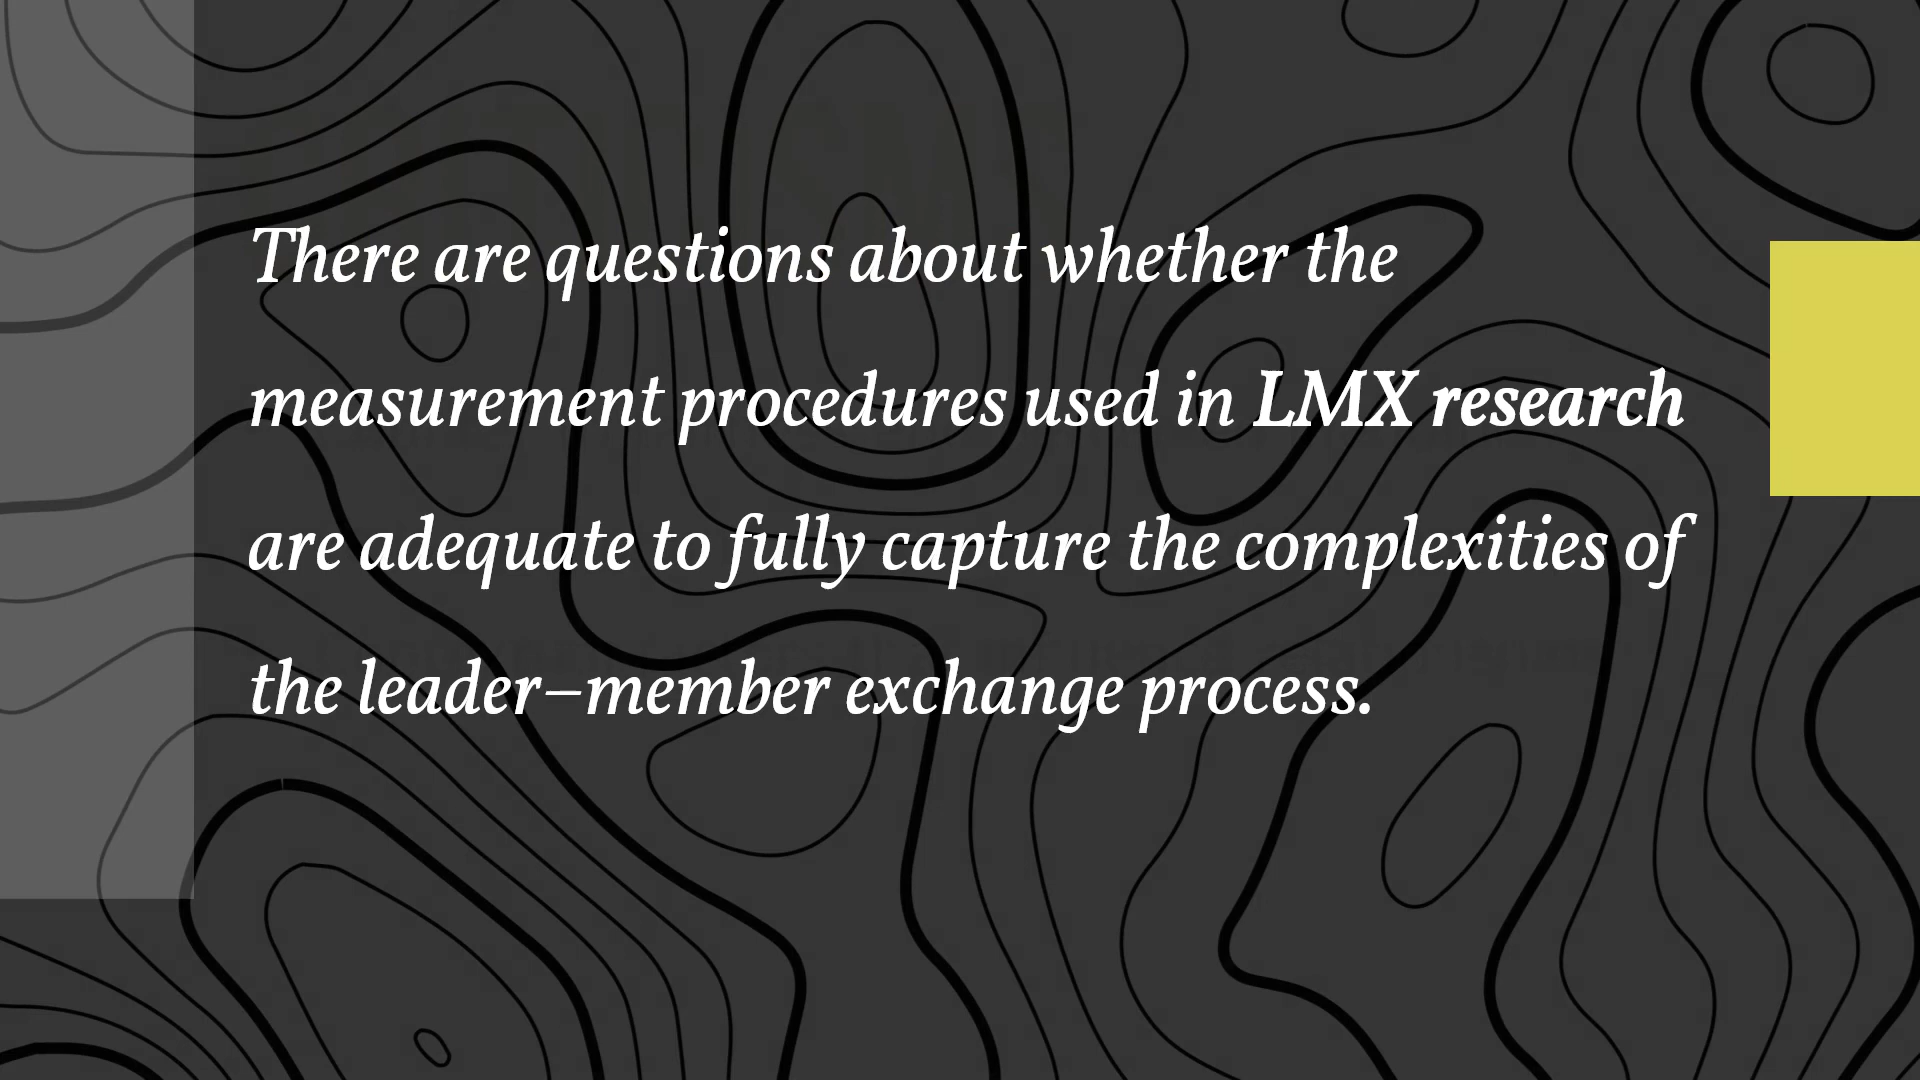 There are questions about whether the
measurement procedures used in LMX research
are adequate to fully capture the complexities of
the leader–member exchange process.